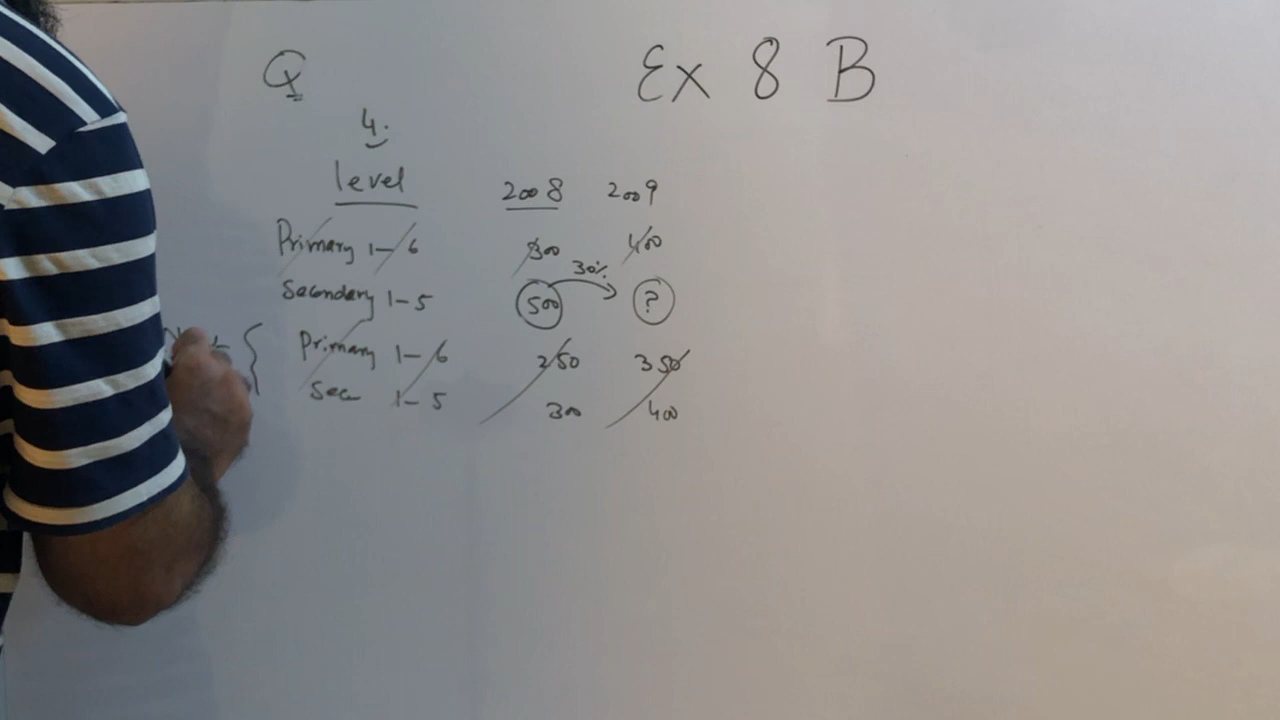 Q Ex 8 B
4.
level 2008 2009
Primary 1-6 300 400
30%
Secondary 1-5 500 ?
{ Primary 1-6 250 350
Sec 1-5 300 400